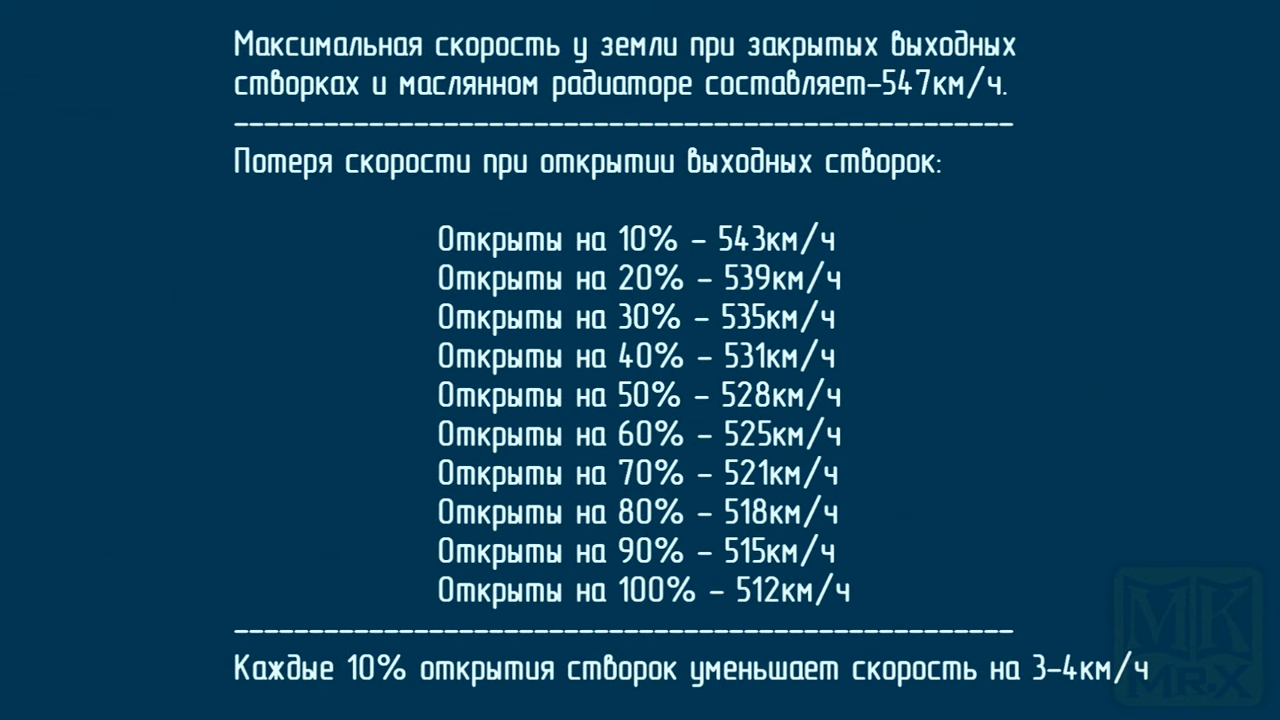 Максимальная скорость у земли при закрытых выходных
створках и маслянном радиаторе составляет-547км/ч.
----------------------------------------------------
Потеря скорости при открытии выходных створок:
Открыты на 10% - 543км/ч
Открыты на 20% - 539км/ч
Открыты на 30% - 535км/ч
Открыты на 40% - 531км/ч
Открыты на 50% - 528км/ч
Открыты на 60% - 525км/ч
Открыты на 70% - 521км/ч
Открыты на 80% - 518км/ч
Открыты на 90% - 515км/ч
Открыты на 100% - 512км/ч
----------------------------------------------------
Каждые 10% открытия створок уменьшает скорость на 3-4км/ч
MK
MR.X